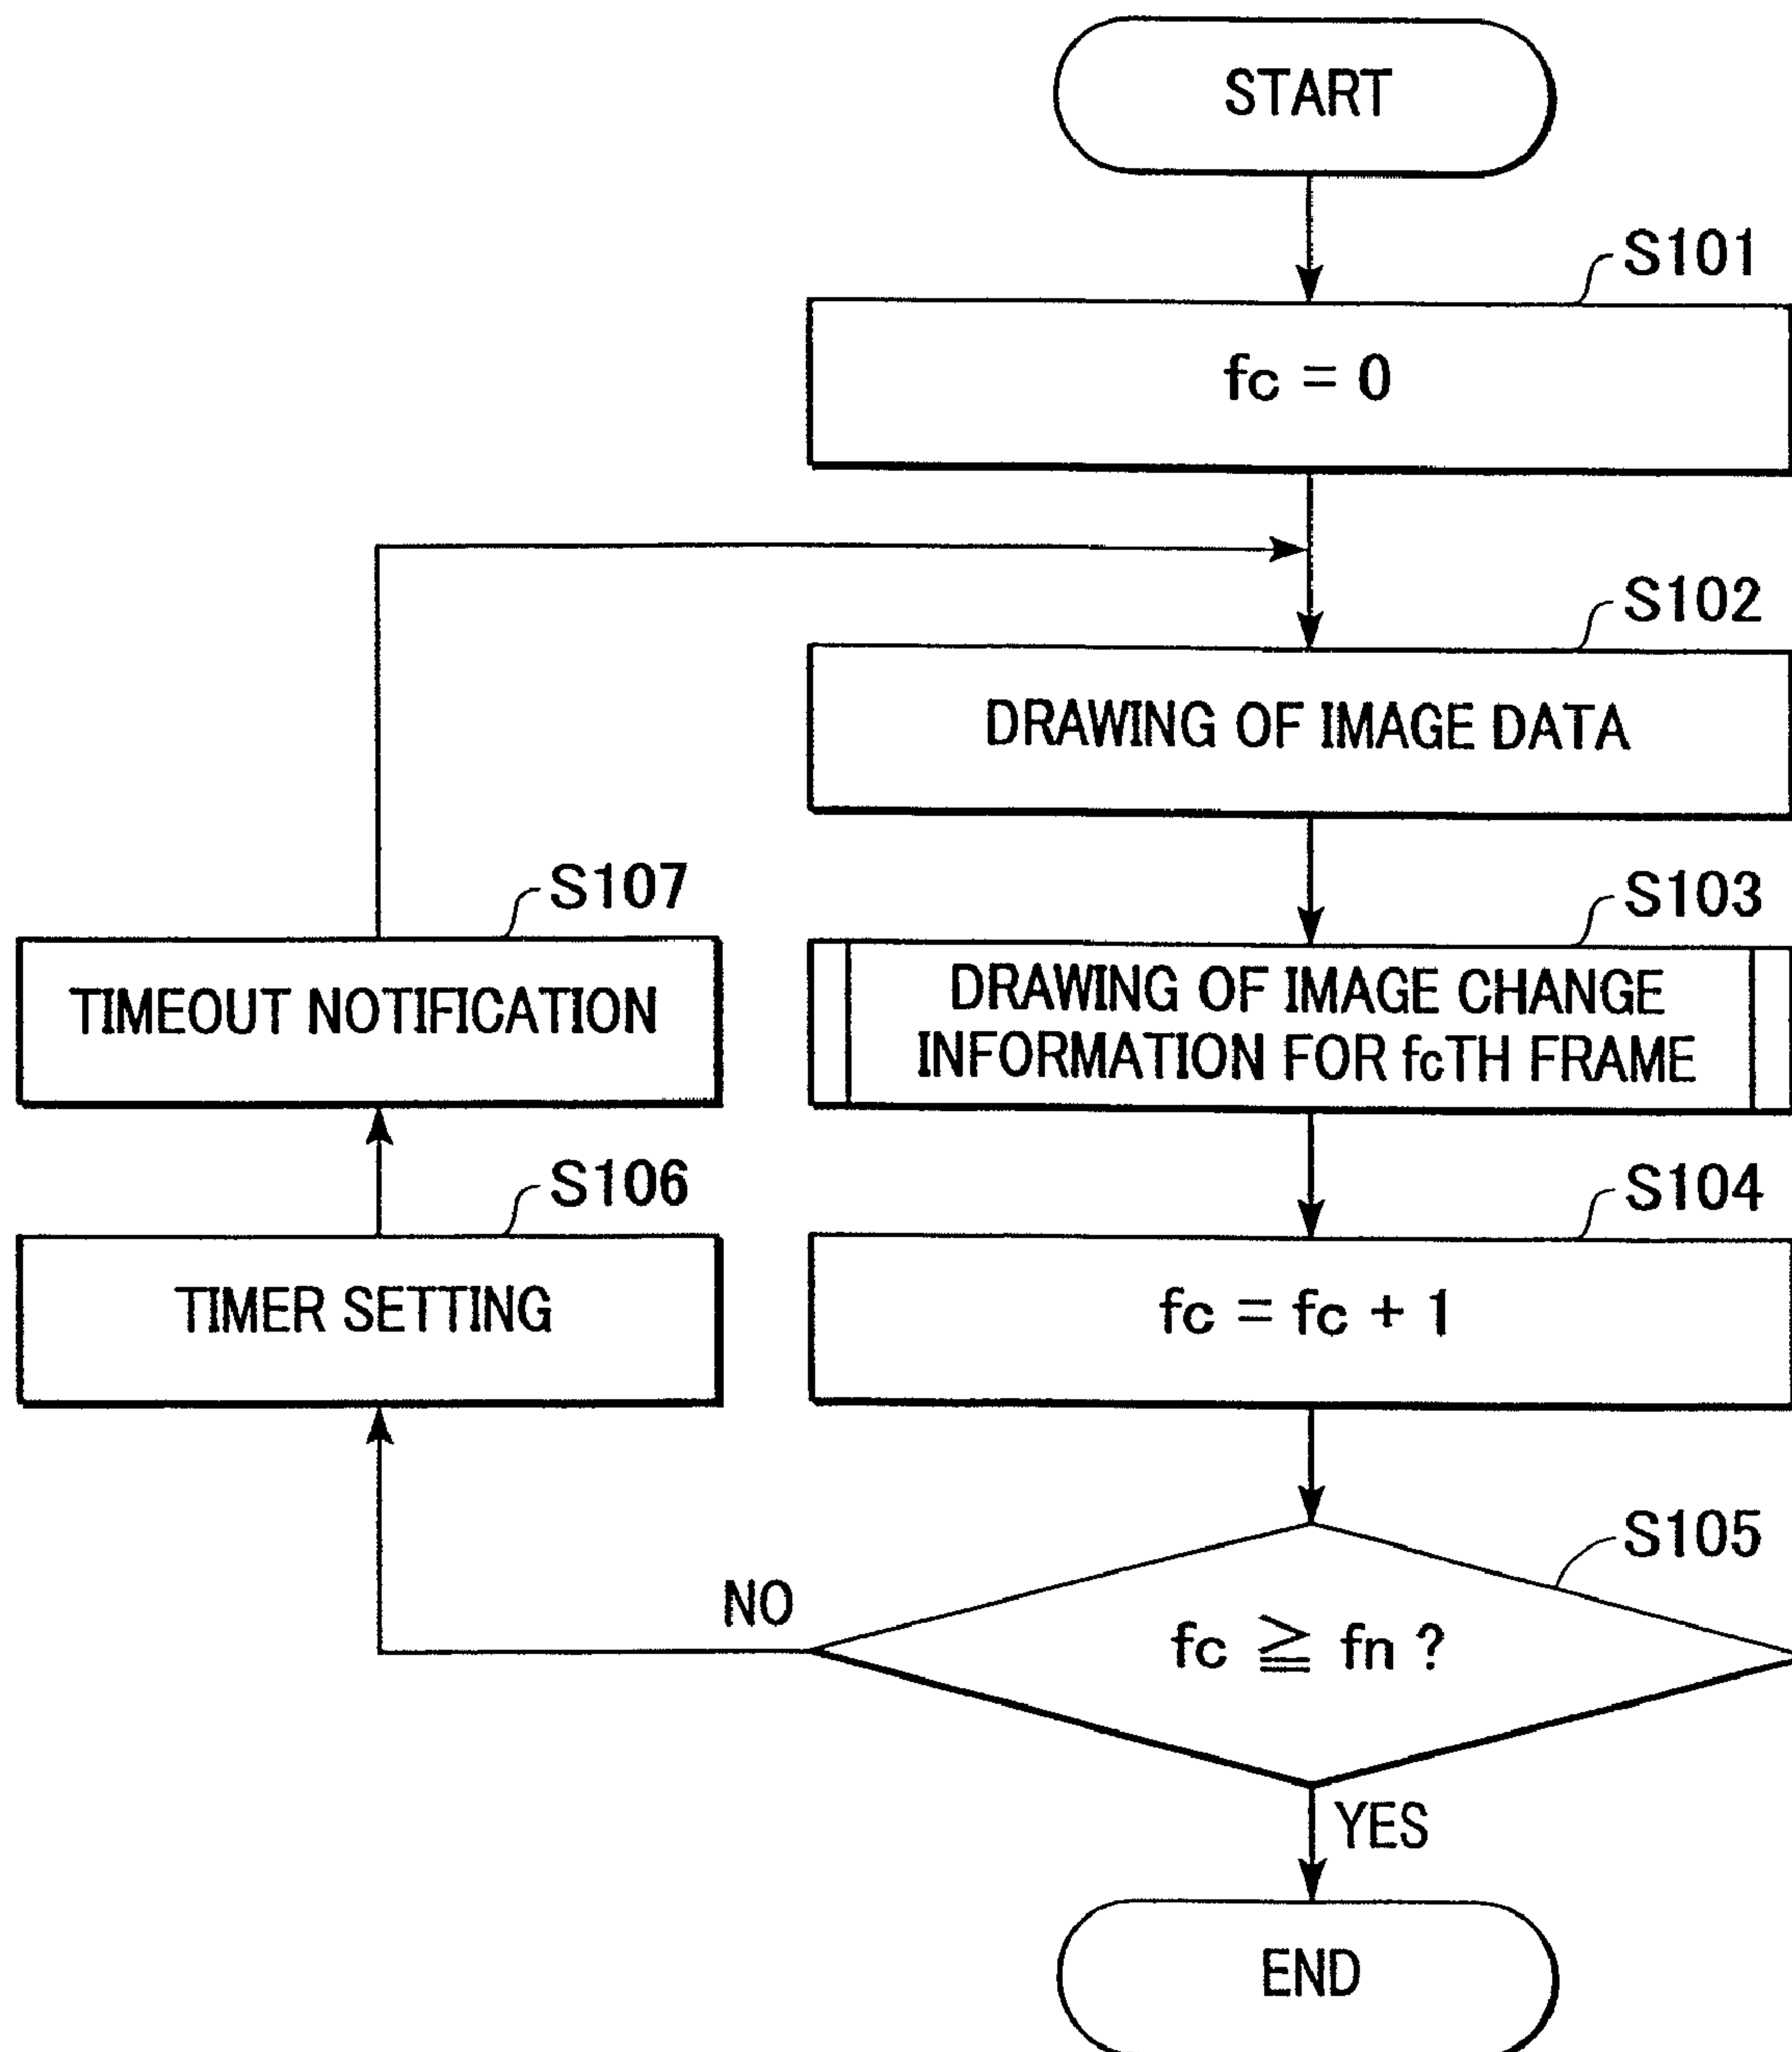 START
S101
fc = 0
S102
DRAWING OF IMAGE DATA
S103
DRAWING OF IMAGE CHANGE
INFORMATION FOR fcTH FRAME
S104
fc = fc + 1
S105
fc ≧ fn ?
NO
S106
TIMER SETTING
S107
TIMEOUT NOTIFICATION
YES
END